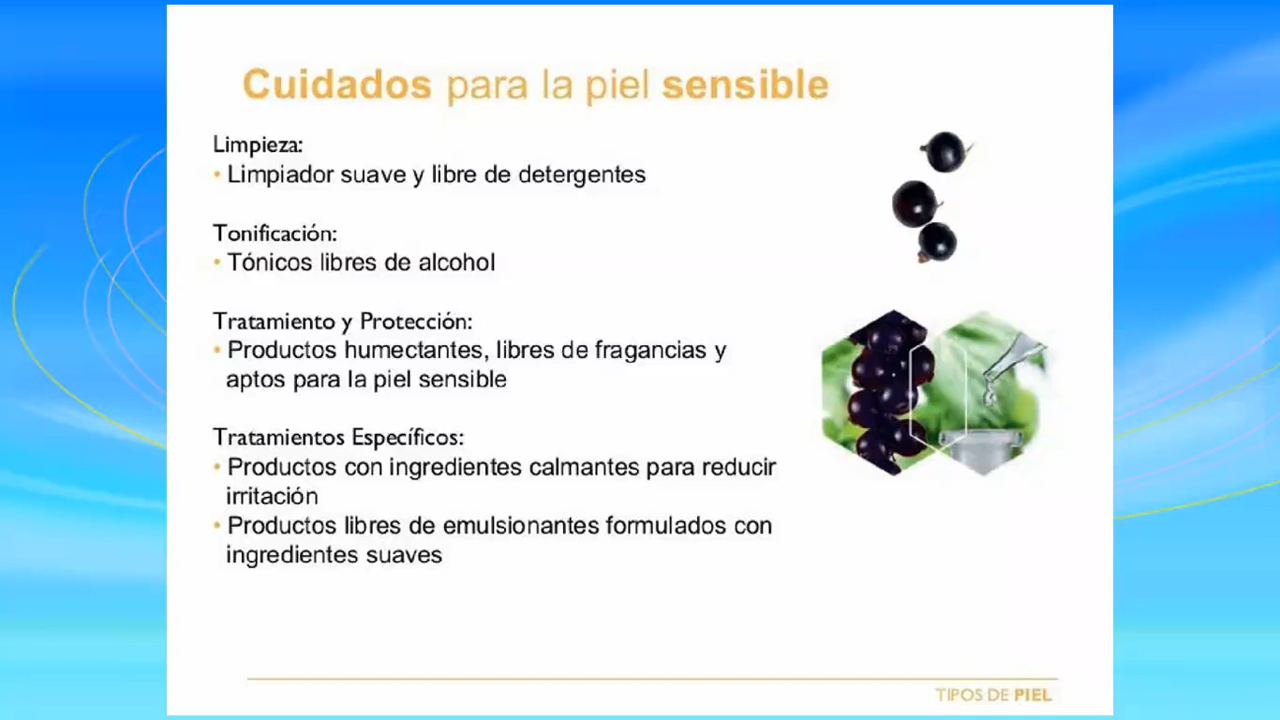 Cuidados para la piel sensible
Limpieza:
• Limpiador suave y libre de detergentes
Tonificación:
• Tónicos libres de alcohol
Tratamiento y Protección:
• Productos humectantes, libres de fragancias y
aptos para la piel sensible
Tratamientos Específicos:
• Productos con ingredientes calmantes para reducir
irritación
• Productos libres de emulsionantes formulados con
ingredientes suaves
TIPOS DE PIEL